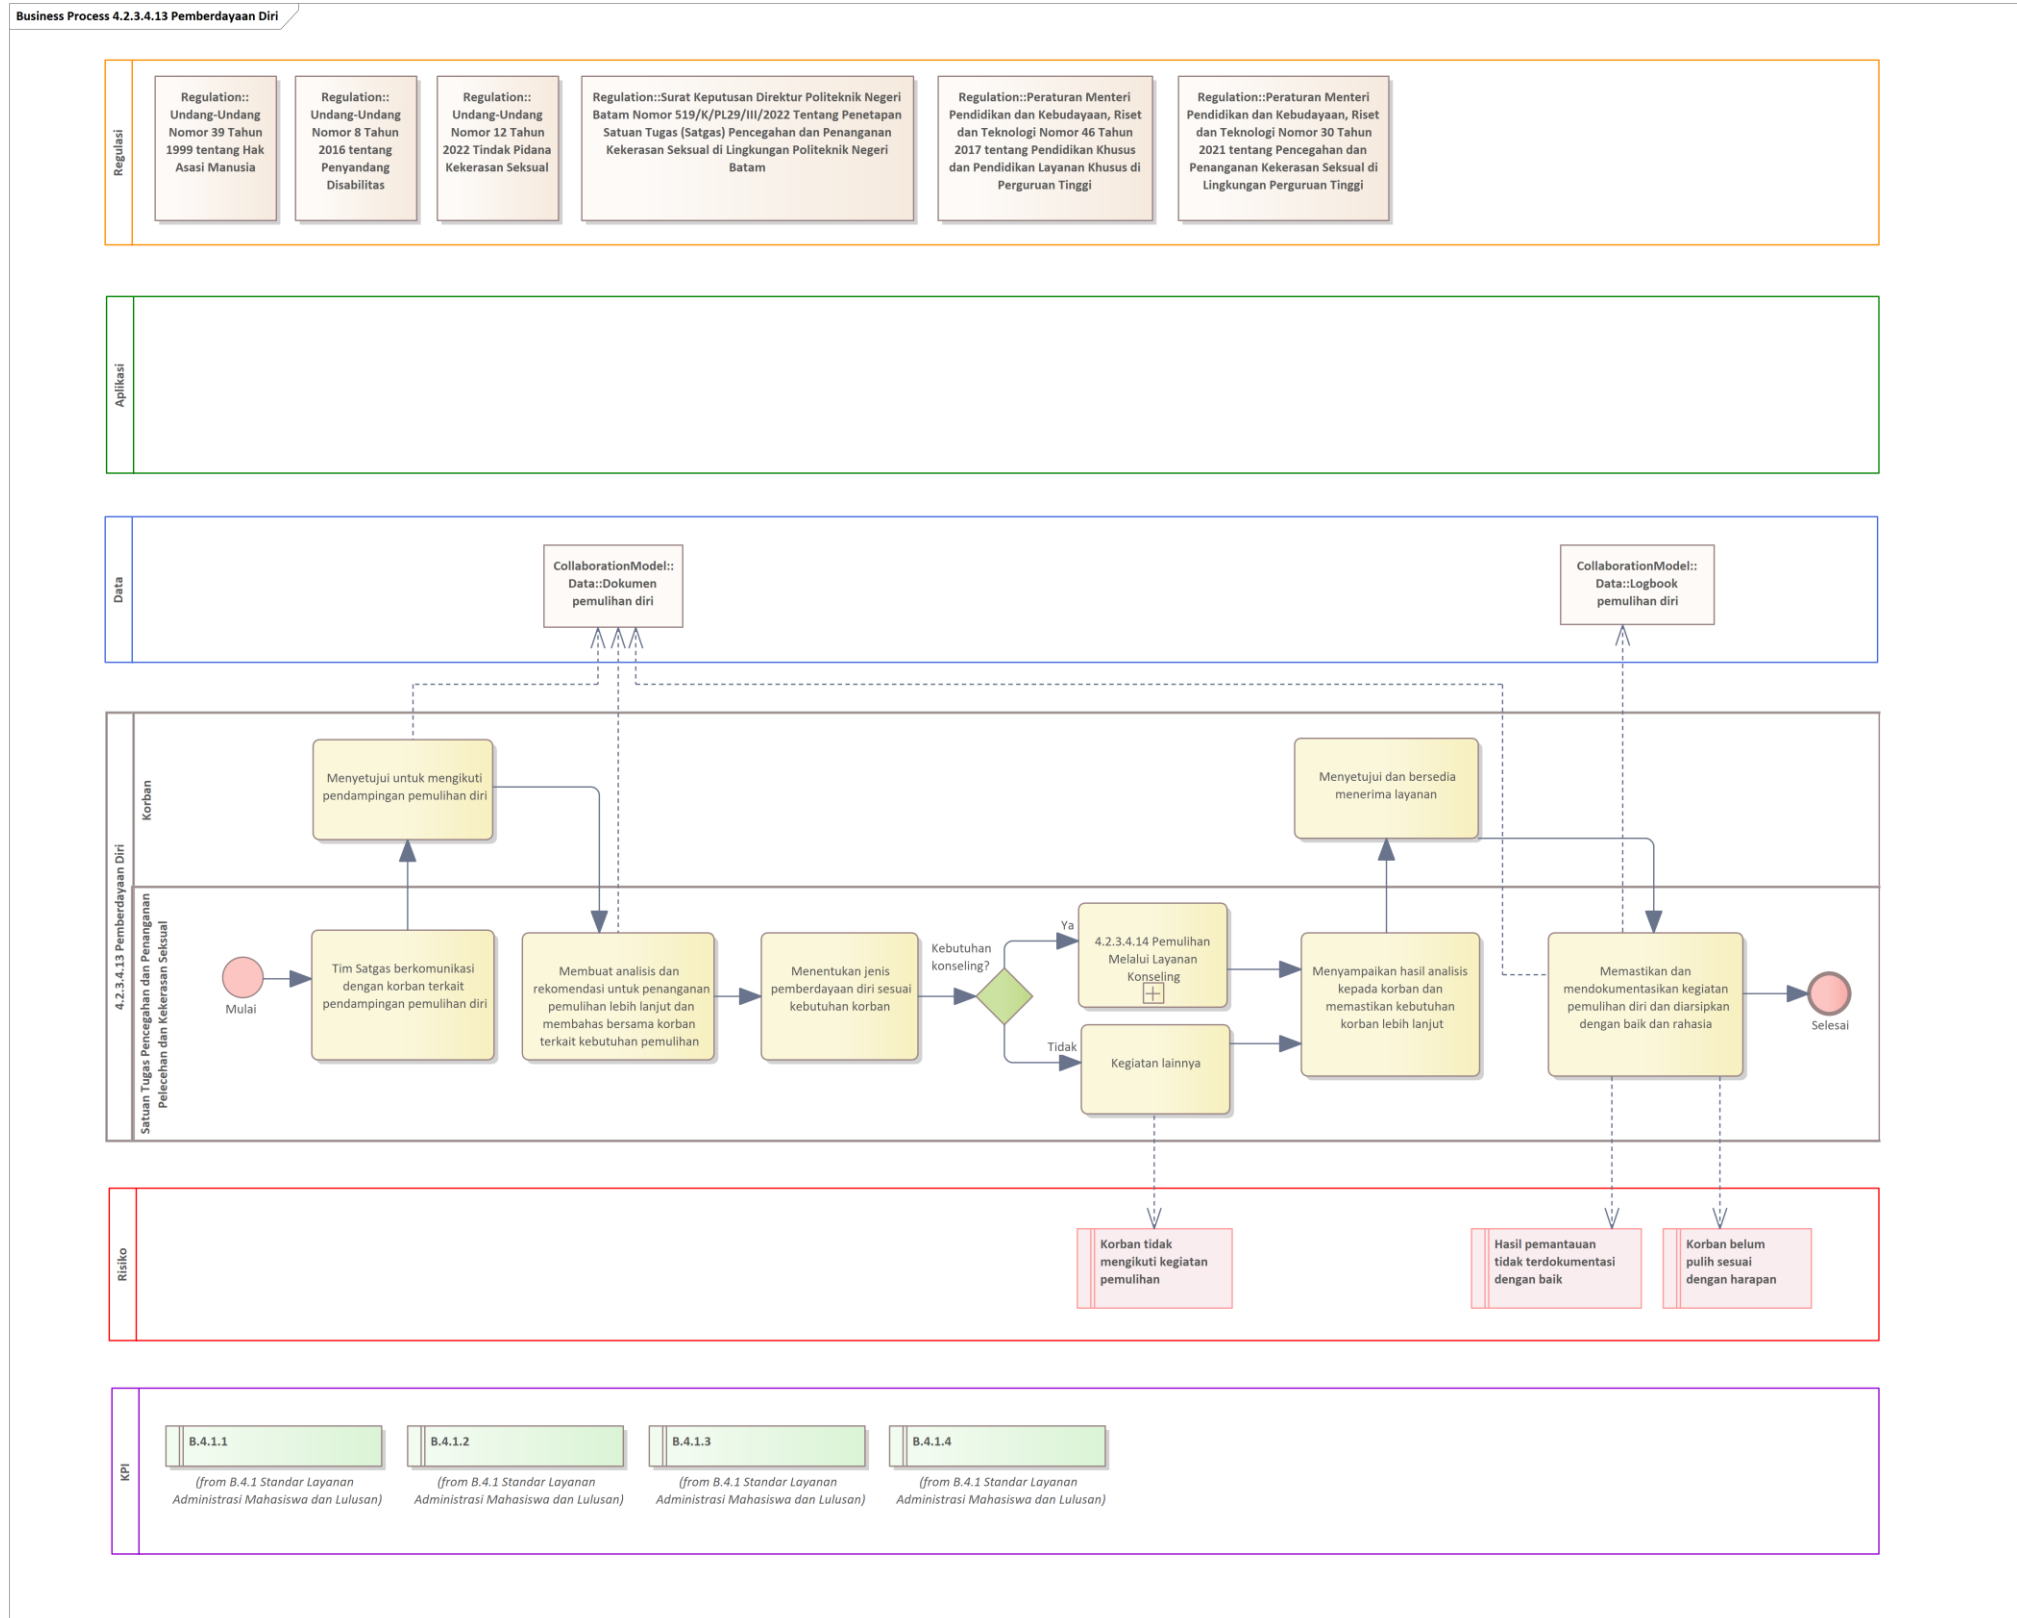 Business Process 4.2.3.4.13 Pemberdayaan Diri
Regulasi
Regulation::
Undang-Undang
Nomor 39 Tahun
1999 tentang Hak
Asasi Manusia
Regulation::
Undang-Undang
Nomor 8 Tahun
2016 tentang
Penyandang
Disabilitas
Regulation::
Undang-Undang
Nomor 12 Tahun
2022 Tindak Pidana
Kekerasan Seksual
Regulation::Surat Keputusan Direktur Politeknik Negeri
Batam Nomor 519/K/PL29/III/2022 Tentang Penetapan
Satuan Tugas (Satgas) Pencegahan dan Penanganan
Kekerasan Seksual di Lingkungan Politeknik Negeri
Batam
Regulation::Peraturan Menteri
Pendidikan dan Kebudayaan, Riset
dan Teknologi Nomor 46 Tahun
2017 tentang Pendidikan Khusus
dan Pendidikan Layanan Khusus di
Perguruan Tinggi
Regulation::Peraturan Menteri
Pendidikan dan Kebudayaan, Riset
dan Teknologi Nomor 30 Tahun
2021 tentang Pencegahan dan
Penanganan Kekerasan Seksual di
Lingkungan Perguruan Tinggi
Aplikasi
Data
CollaborationModel::
Data::Dokumen
pemulihan diri
CollaborationModel::
Data::Logbook
pemulihan diri
4.2.3.4.13 Pemberdayaan Diri
Korban
Menyetujui untuk mengikuti
pendampingan pemulihan diri
Menyetujui dan bersedia
menerima layanan
Satuan Tugas Pencegahan dan Penanganan
Pelecehan dan Kekerasan Seksual
Mulai
Tim Satgas berkomunikasi
dengan korban terkait
pendampingan pemulihan diri
Membuat analisis dan
rekomendasi untuk penanganan
pemulihan lebih lanjut dan
membahas bersama korban
terkait kebutuhan pemulihan
Menentukan jenis
pemberdayaan diri sesuai
kebutuhan korban
Kebutuhan
konseling?
Ya
4.2.3.4.14 Pemulihan
Melalui Layanan
Konseling
Tidak
Kegiatan lainnya
Menyampaikan hasil analisis
kepada korban dan
memastikan kebutuhan
korban lebih lanjut
Memastikan dan
mendokumentasikan kegiatan
pemulihan diri dan diarsipkan
dengan baik dan rahasia
Selesai
Risiko
Korban tidak
mengikuti kegiatan
pemulihan
Hasil pemantauan
tidak terdokumentasi
dengan baik
Korban belum
pulih sesuai
dengan harapan
KPI
B.4.1.1
(from B.4.1 Standar Layanan
Administrasi Mahasiswa dan Lulusan)
B.4.1.2
(from B.4.1 Standar Layanan
Administrasi Mahasiswa dan Lulusan)
B.4.1.3
(from B.4.1 Standar Layanan
Administrasi Mahasiswa dan Lulusan)
B.4.1.4
(from B.4.1 Standar Layanan
Administrasi Mahasiswa dan Lulusan)